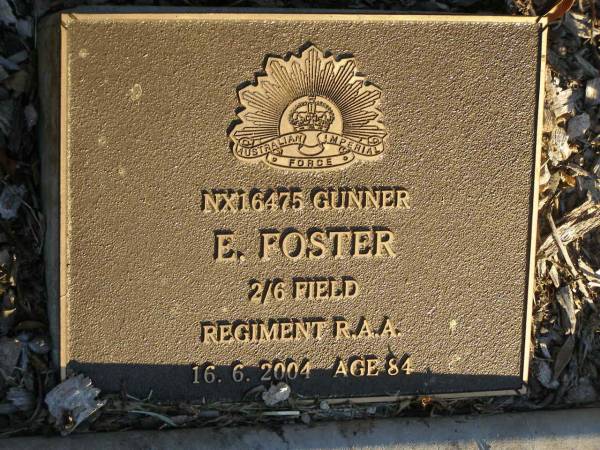 AUSTRALIAN IMPERIAL
FORCE
NX16475 GUNNER
E. FOSTER
2/6 FIELD
REGIMENT R.A.A.
16. 6. 2004 AGE 84